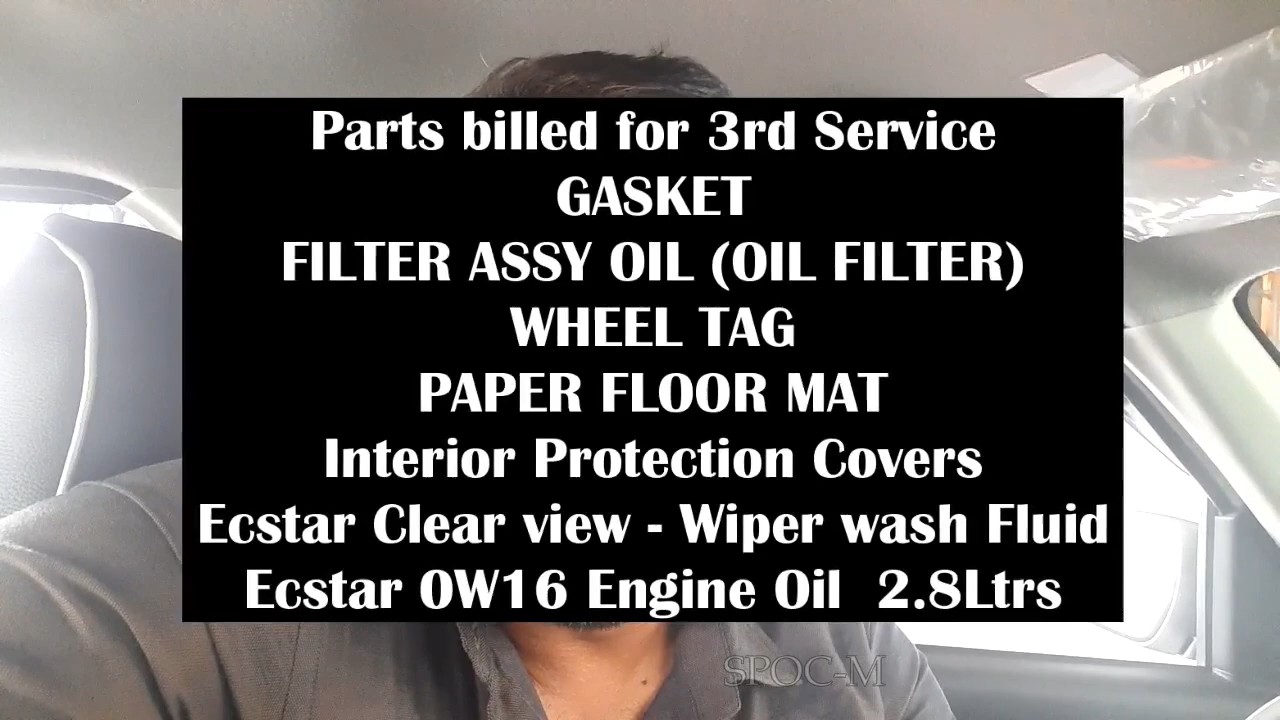 Parts billed for 3rd Service
GASKET
FILTER ASSY OIL (OIL FILTER)
WHEEL TAG
PAPER FLOOR MAT
Interior Protection Covers
Ecstar Clear view - Wiper wash Fluid
Ecstar 0W16 Engine Oil  2.8Ltrs
SPOC-M